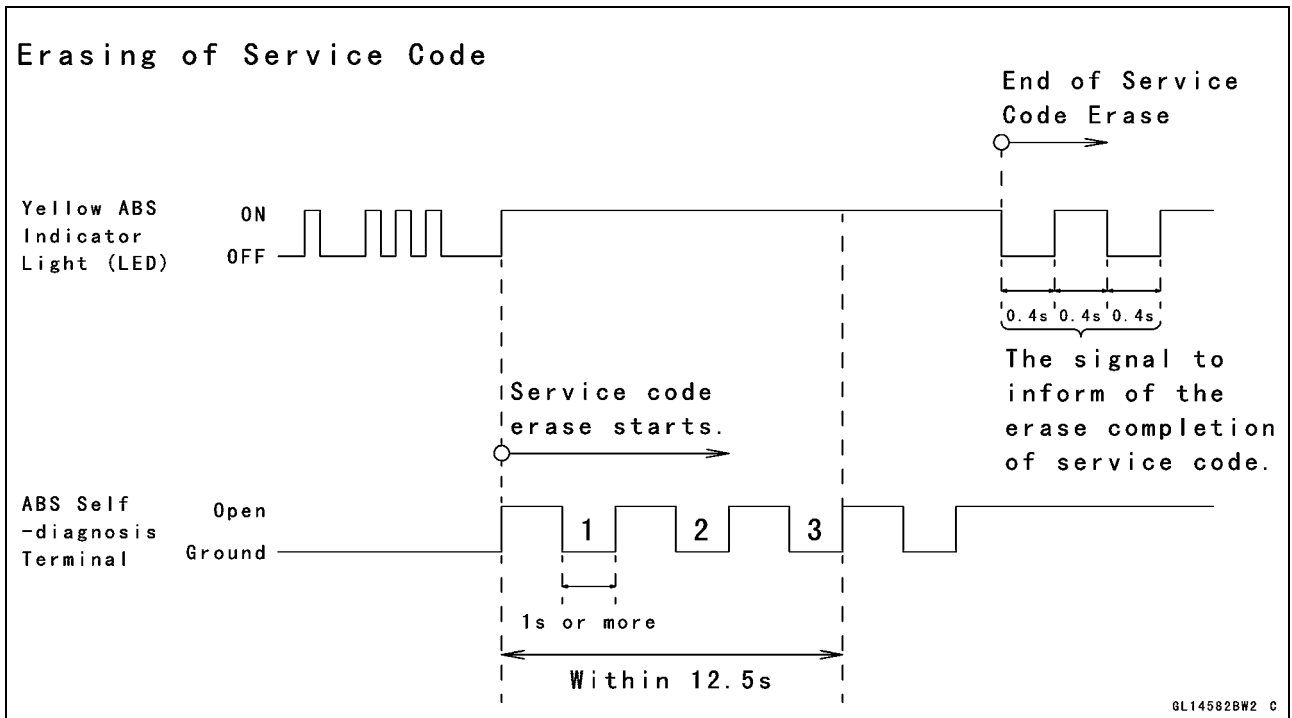 Erasing of Service Code
End of Service
Code Erase
Yellow ABS
Indicator
Light (LED)
ON
OFF
0.4s 0.4s 0.4s
The signal to
inform of the
erase completion
of service code.
Service code
erase starts.
ABS Self
-diagnosis
Terminal
Open
Ground
1 2 3
1s or more
Within 12.5s
GL14582BW2 C